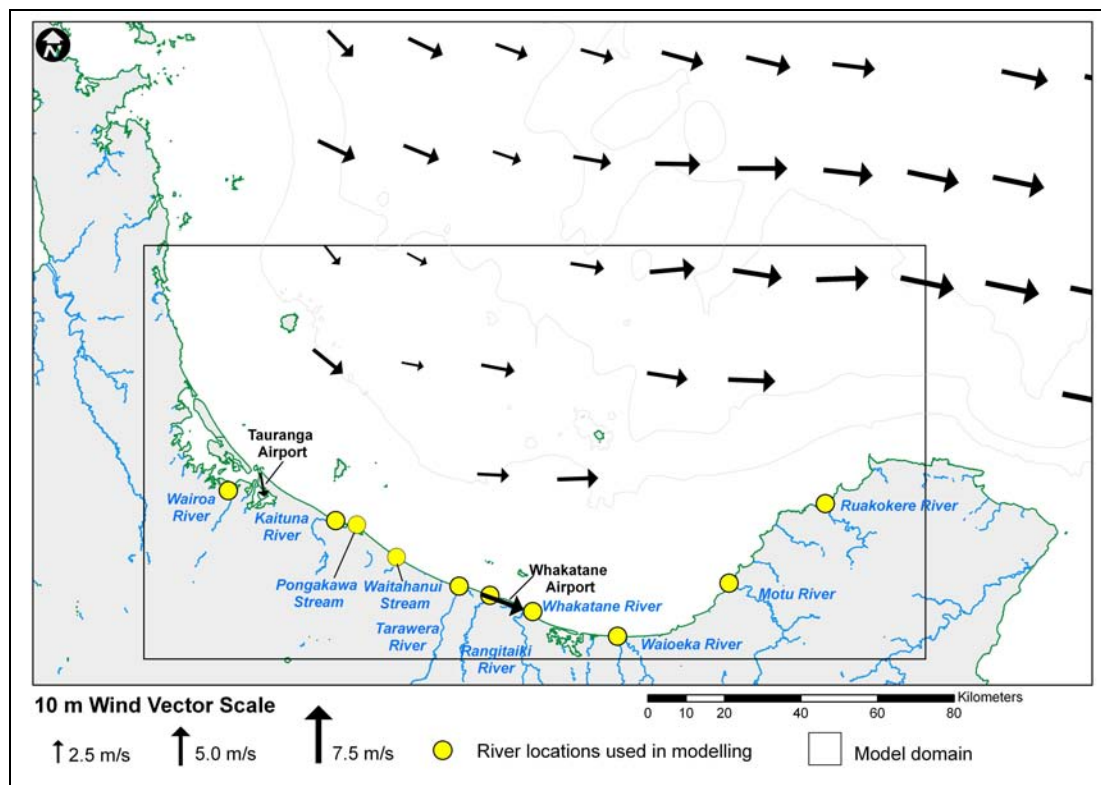 N
Tauranga
Airport
Wairoa
River
Kaituna
River
Pongakawa
Stream
Waitahanui
Stream
Whakatane
Airport
Whakatane River
Tarawera
River
Rangitaiki
River
Waioeka River
Motu River
Ruakokere River
10 m Wind Vector Scale
2.5 m/s
5.0 m/s
7.5 m/s
River locations used in modelling
Model domain
Kilometers
0 10 20 40 60 80